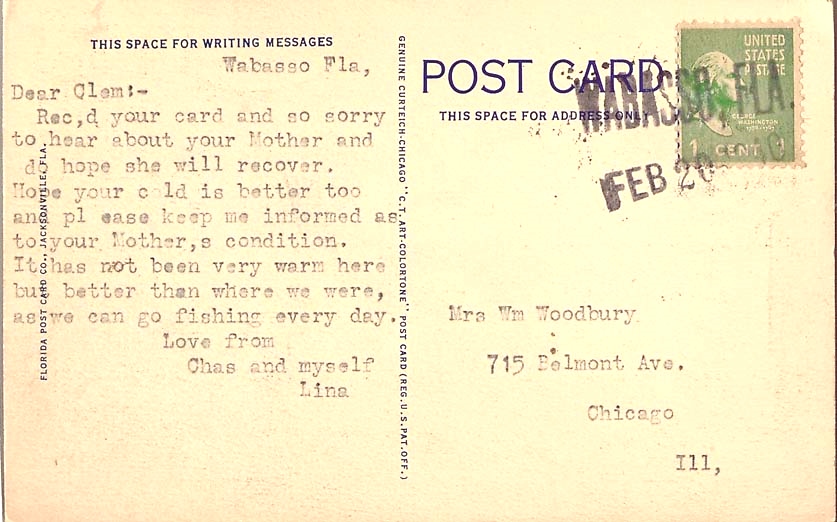 THIS SPACE FOR WRITING MESSAGES
Wabasso Fla,
Dear Clem:-
Rec,d your card and so sorry
to hear about your Mother and
do hope she will recover.
Hope your cold is better too
and pl ease keep me informed as
to your Mother,s condition.
It has not been very warm here
but better than where we were,
as we can go fishing every day.
Love from
Chas and myself
Lina
FLORIDA POST CARD CO., JACKSONVILLE, FLA.
GENUINE CURTEICH-CHICAGO "C.T. ART-COLORTONE" POST CARD (REG. U.S. PAT. OFF.)
POST CARD
THIS SPACE FOR ADDRESS ONLY
WABASSO, FLA.
FEB 20
UNITED
STATES
POSTAGE
GEORGE
WASHINGTON
1789-1797
1 CENT 1
Mrs Wm Woodbury
715 Belmont Ave.
Chicago
Ill,